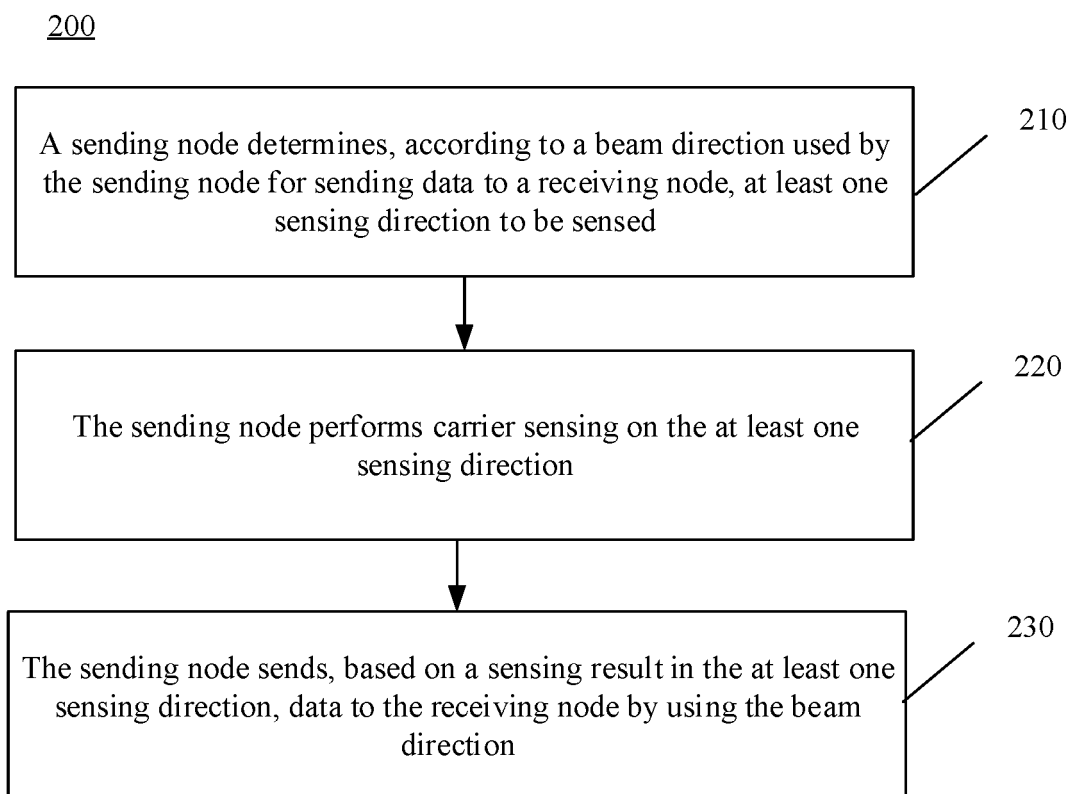 200
A sending node determines, according to a beam direction used by
the sending node for sending data to a receiving node, at least one
sensing direction to be sensed
210
The sending node performs carrier sensing on the at least one
sensing direction
220
The sending node sends, based on a sensing result in the at least one
sensing direction, data to the receiving node by using the beam
direction
230